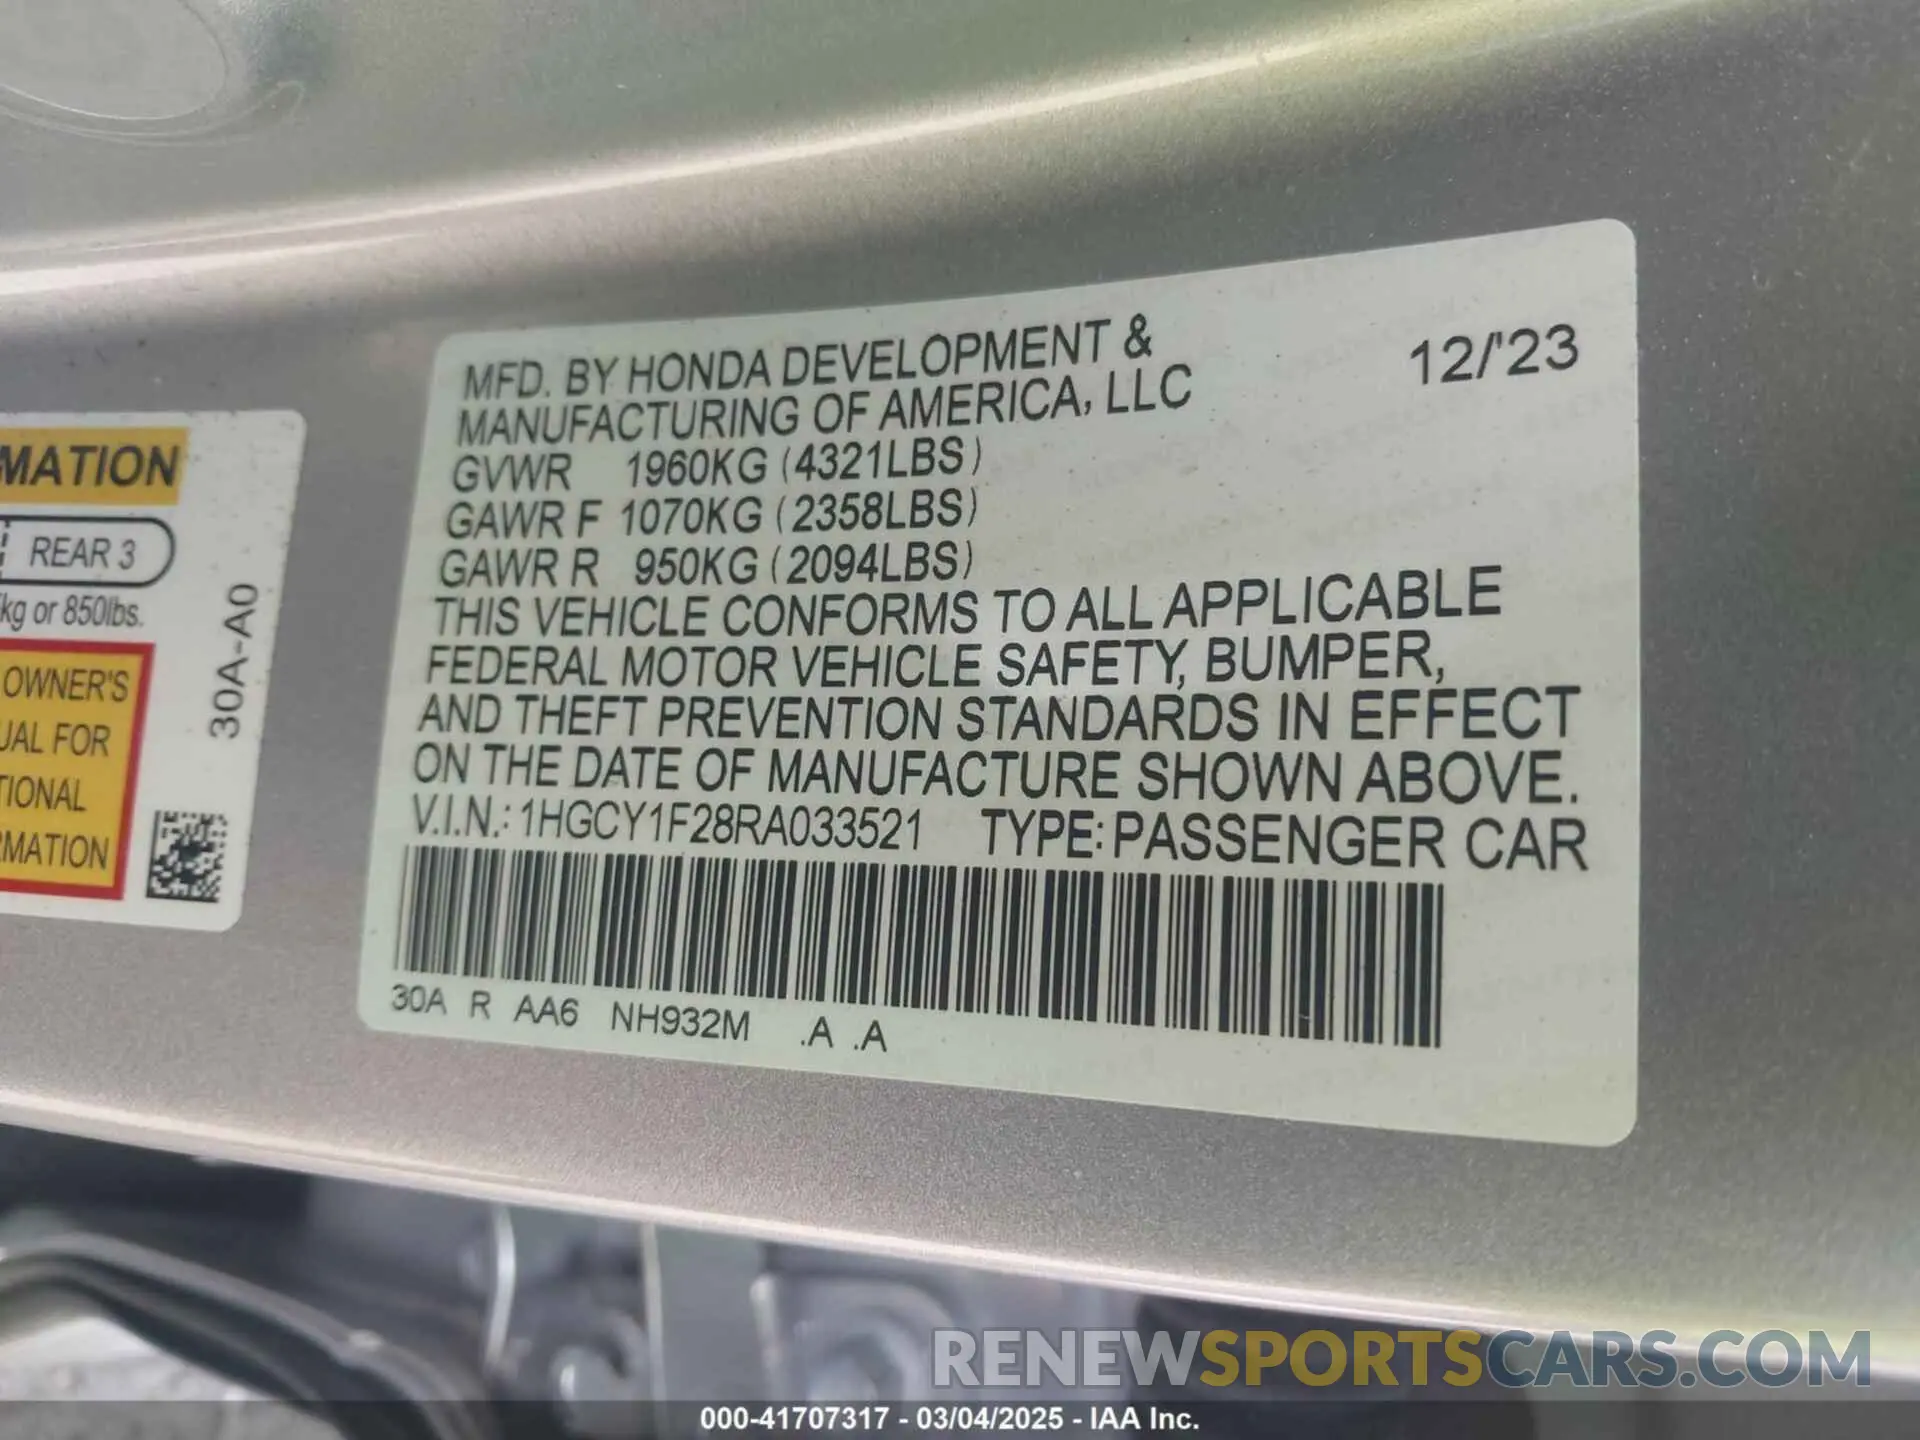 MFD. BY HONDA DEVELOPMENT &
MANUFACTURING OF AMERICA, LLC
12/'23
GVWR 1960KG (4321LBS)
GAWR F 1070KG (2358LBS)
GAWR R 950KG (2094LBS)
THIS VEHICLE CONFORMS TO ALL APPLICABLE
FEDERAL MOTOR VEHICLE SAFETY, BUMPER,
AND THEFT PREVENTION STANDARDS IN EFFECT
ON THE DATE OF MANUFACTURE SHOWN ABOVE.
V.I.N.: 1HGCY1F28RA033521 TYPE: PASSENGER CAR
30A R AA6 NH932M .A .A
MATION
REAR 3
kg or 850lbs.
OWNER'S
UAL FOR
TIONAL
RMATION
30A-A0
RENEWSPORTSCARS.COM
000-41707317 - 03/04/2025 - IAA Inc.